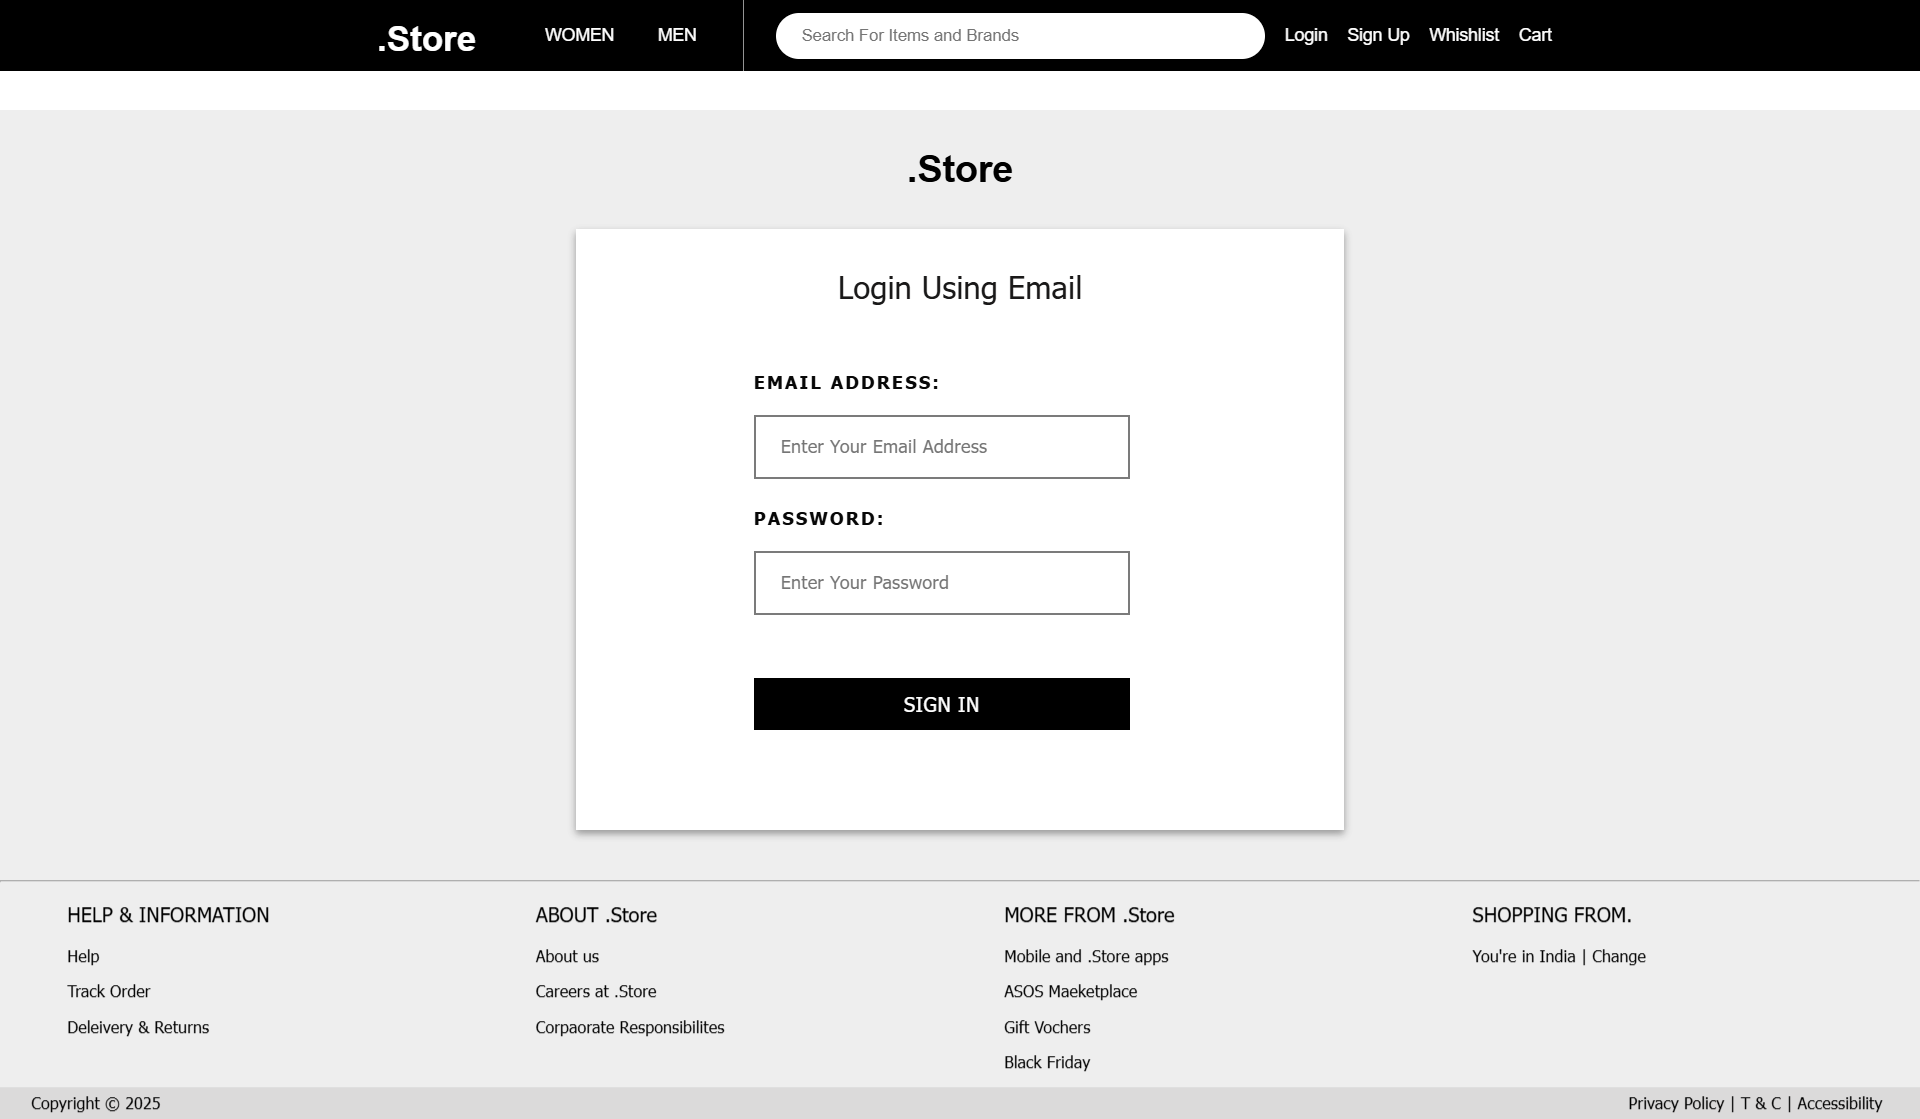 .Store WOMEN MEN Search For Items and Brands Login Sign Up Whishlist Cart
.Store
Login Using Email
EMAIL ADDRESS:
Enter Your Email Address
PASSWORD:
Enter Your Password
SIGN IN
HELP & INFORMATION
Help
Track Order
Deleivery & Returns
ABOUT .Store
About us
Careers at .Store
Corpaorate Responsibilites
MORE FROM .Store
Mobile and .Store apps
ASOS Maeketplace
Gift Vochers
Black Friday
SHOPPING FROM.
You're in India | Change
Copyright © 2025
Privacy Policy | T & C | Accessibility